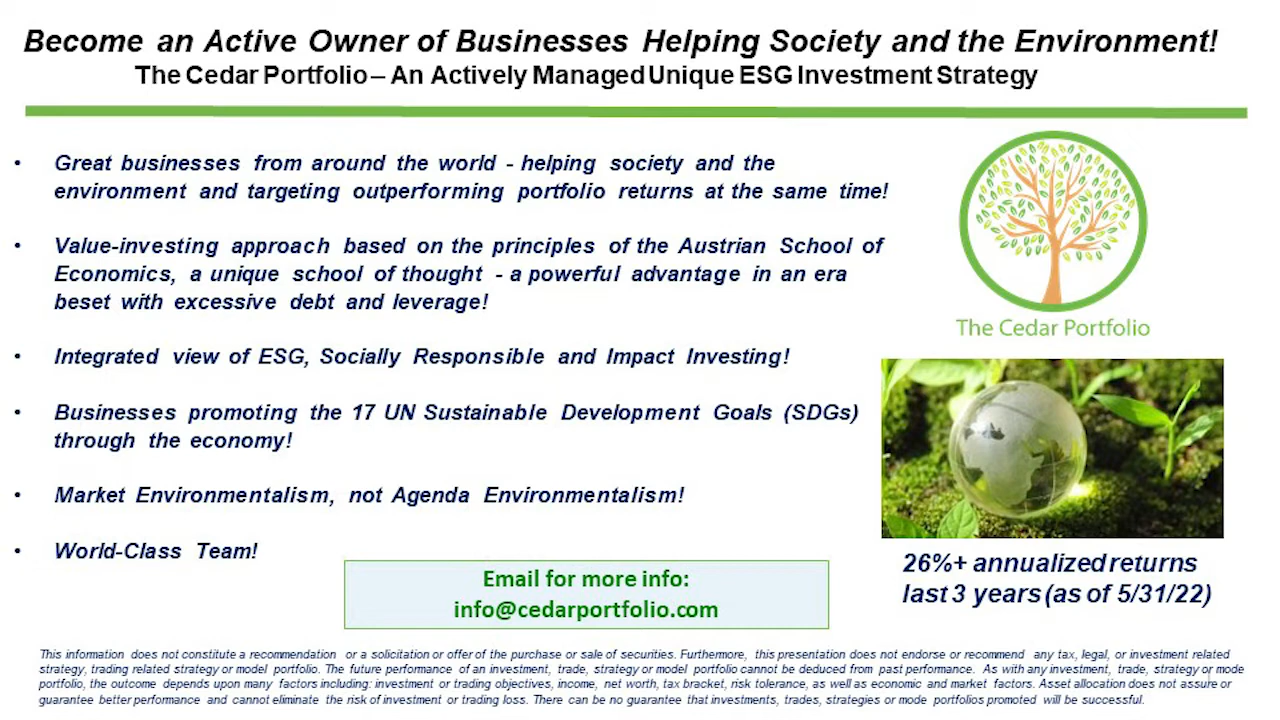 Become an Active Owner of Businesses Helping Society and the Environment!
The Cedar Portfolio – An Actively Managed Unique ESG Investment Strategy
• Great businesses from around the world - helping society and the
environment and targeting outperforming portfolio returns at the same time!
• Value-investing approach based on the principles of the Austrian School of
Economics, a unique school of thought - a powerful advantage in an era
beset with excessive debt and leverage!
• Integrated view of ESG, Socially Responsible and Impact Investing!
• Businesses promoting the 17 UN Sustainable Development Goals (SDGs)
through the economy!
• Market Environmentalism, not Agenda Environmentalism!
• World-Class Team!
The Cedar Portfolio
26%+ annualized returns
last 3 years (as of 5/31/22)
Email for more info:
info@cedarportfolio.com
This information does not constitute a recommendation or a solicitation or offer of the purchase or sale of securities. Furthermore, this presentation does not endorse or recommend any tax, legal, or investment related
strategy, trading related strategy or model portfolio. The future performance of an investment, trade, strategy or model portfolio cannot be deduced from past performance. As with any investment, trade, strategy or mode
portfolio, the outcome depends upon many factors including: investment or trading objectives, income, net worth, tax bracket, risk tolerance, as well as economic and market factors. Asset allocation does not assure or
guarantee better performance and cannot eliminate the risk of investment or trading loss. There can be no guarantee that investments, trades, strategies or mode portfolios promoted will be successful.